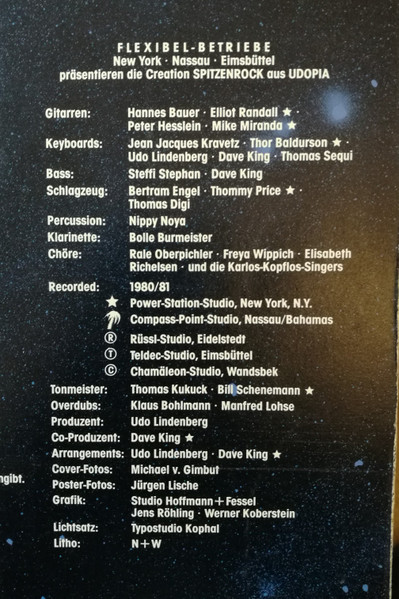 FLEXIBEL-BETRIEBE
New York · Nassau · Eimsbüttel
präsentieren die Creation SPITZENROCK aus UDOPIA
Gitarren: Hannes Bauer · Elliot Randall ★ ·
Peter Hesslein · Mike Miranda ★
Keyboards: Jean Jacques Kravetz · Thor Baldurson ★ ·
Udo Lindenberg · Dave King · Thomas Sequi
Bass: Steffi Stephan · Dave King
Schlagzeug: Bertram Engel · Thommy Price ★ ·
Thomas Digi
Percussion: Nippy Noya
Klarinette: Bolle Burmeister
Chöre: Rale Oberpichler · Freya Wippich · Elisabeth
Richelsen · und die Karlos-Kopflos-Singers
Recorded: 1980/81
★ Power-Station-Studio, New York, N.Y.
Compass-Point-Studio, Nassau/Bahamas
Ⓡ Rüssl-Studio, Eidelstedt
Ⓣ Teldec-Studio, Eimsbüttel
Ⓒ Chamäleon-Studio, Wandsbek
Tonmeister: Thomas Kukuck · Bill Schenemann ★
Overdubs: Klaus Bohlmann · Manfred Lohse
Produzent: Udo Lindenberg
Co-Produzent: Dave King ★
Arrangements: Udo Lindenberg · Dave King ★
Cover-Fotos: Michael v. Gimbut
ngibt.
Poster-Fotos: Jürgen Lische
Grafik: Studio Hoffmann+Fessel
Jens Röhling · Werner Koberstein
Lichtsatz: Typostudio Kophal
Litho: N+W